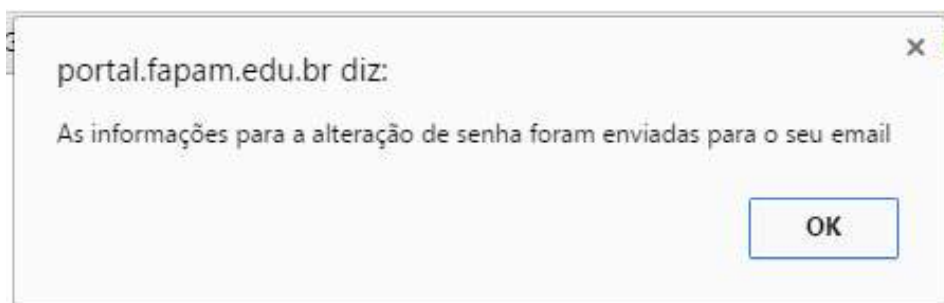 portal.fapam.edu.br diz:
As informações para a alteração de senha foram enviadas para o seu email
OK